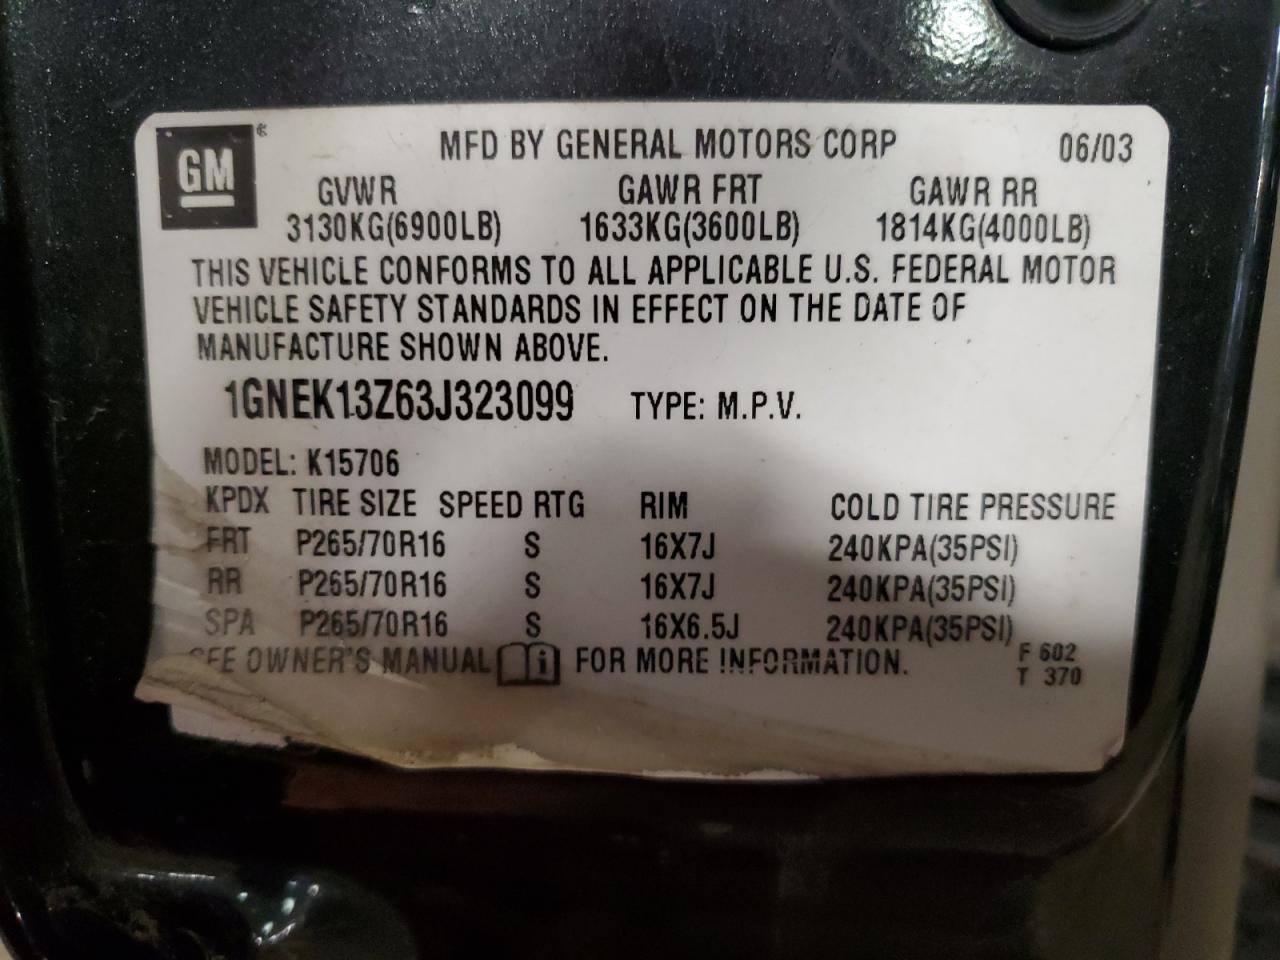 GM
MFD BY GENERAL MOTORS CORP 06/03
GVWR GAWR FRT GAWR RR
3130KG(6900LB) 1633KG(3600LB) 1814KG(4000LB)
THIS VEHICLE CONFORMS TO ALL APPLICABLE U.S. FEDERAL MOTOR
VEHICLE SAFETY STANDARDS IN EFFECT ON THE DATE OF
MANUFACTURE SHOWN ABOVE.
1GNEK13Z63J323099 TYPE: M.P.V.
MODEL: K15706
KPDX TIRE SIZE SPEED RTG RIM COLD TIRE PRESSURE
FRT P265/70R16 S 16X7J 240KPA(35PSI)
RR P265/70R16 S 16X7J 240KPA(35PSI)
SPA P265/70R16 S 16X6.5J 240KPA(35PSI)
SEE OWNER'S MANUAL i FOR MORE INFORMATION. F 602
T 370